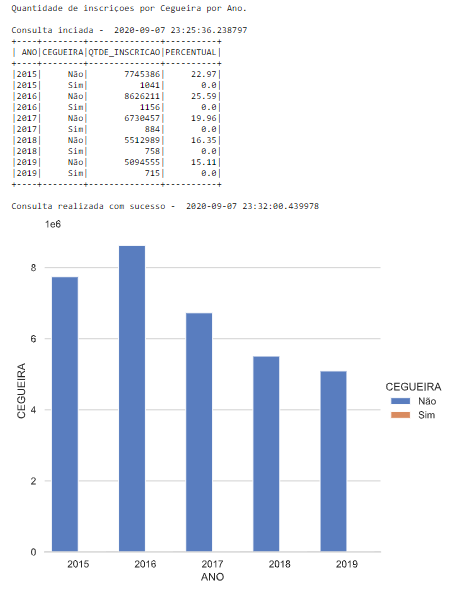 Quantidade de inscriçoes por Cegueira por Ano.
Consulta inciada - 2020-09-07 23:25:36.238797
+----+--------+--------------+----------+
| ANO|CEGUEIRA|QTDE_INSCRICAO|PERCENTUAL|
+----+--------+--------------+----------+
|2015| Não| 7745386| 22.97|
|2015| Sim| 1041| 0.0|
|2016| Não| 8626211| 25.59|
|2016| Sim| 1156| 0.0|
|2017| Não| 6730457| 19.96|
|2017| Sim| 884| 0.0|
|2018| Não| 5512989| 16.35|
|2018| Sim| 758| 0.0|
|2019| Não| 5094555| 15.11|
|2019| Sim| 715| 0.0|
+----+--------+--------------+----------+
Consulta realizada com sucesso - 2020-09-07 23:32:00.439978
1e6
8
6
4
2
0
CEGUEIRA
2015 2016 2017 2018 2019
ANO
CEGUEIRA
Não
Sim